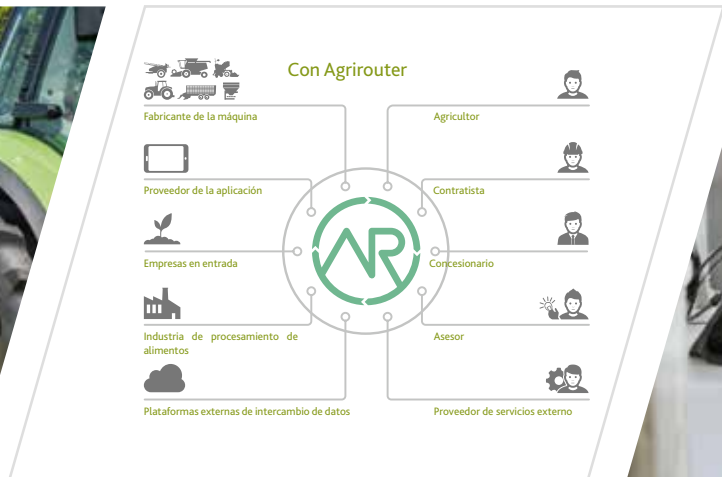 Con Agrirouter
Fabricante de la máquina
Agricultor
Proveedor de la aplicación
Contratista
Empresas en entrada
AR
Concesionario
Industria de procesamiento de
alimentos
Asesor
Plataformas externas de intercambio de datos
Proveedor de servicios externo